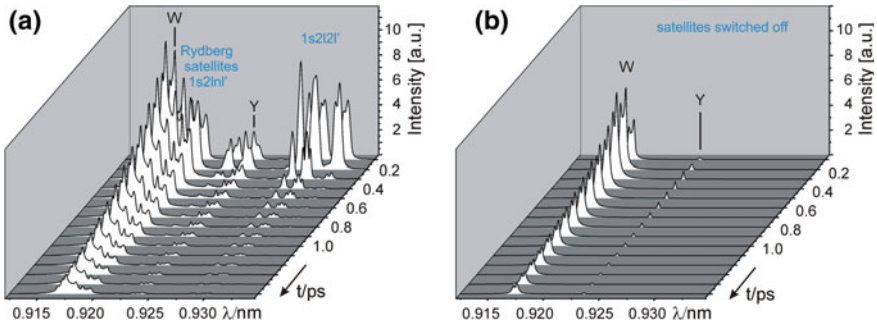 (a)
W
Rydberg
satellites
1s2lnl'
1s2l2l'
Y
10
8
6
4
2
Intensity [a.u.]
0.2
0.4
0.6
0.8
1.0
t/ps
0.915 0.920 0.925 0.930 λ/nm
(b)
satellites switched off
W
Y
10
8
6
4
2
Intensity [a.u.]
0.2
0.4
0.6
0.8
1.0
t/ps
0.915 0.920 0.925 0.930 λ/nm